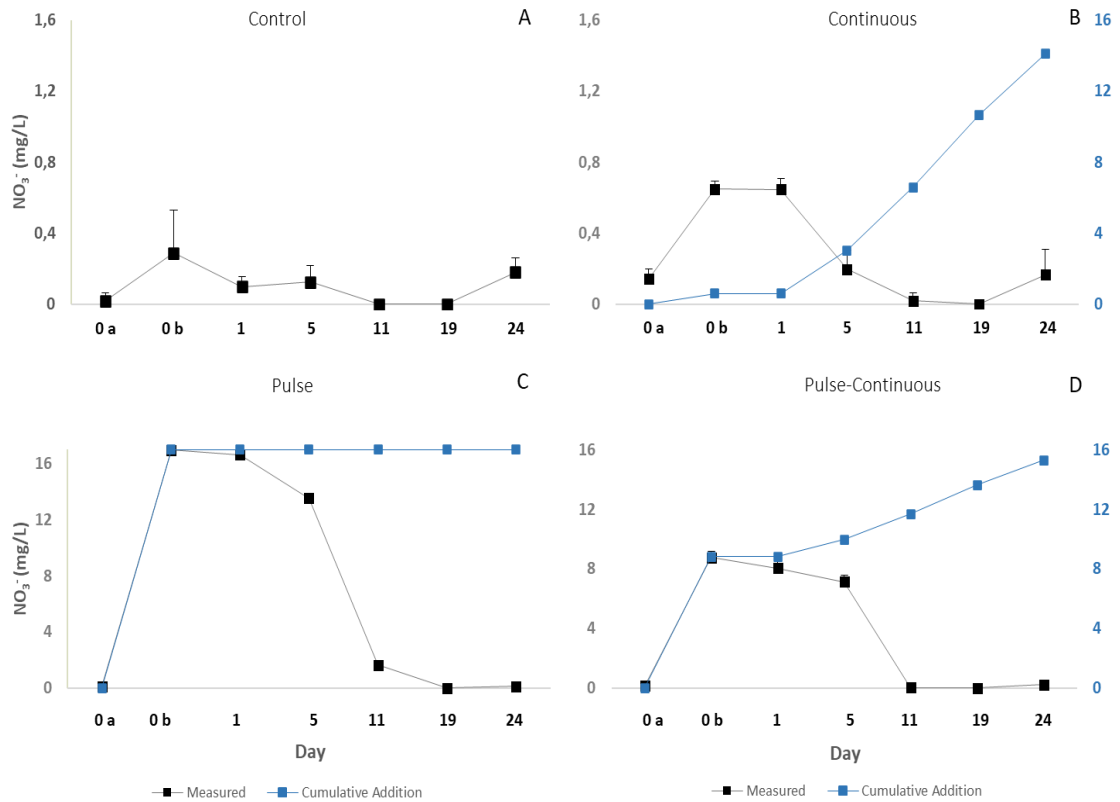 Control
A
1,6
1,2
0,8
0,4
0
NO₃⁻ (mg/L)
0 a 0 b 1 5 11 19 24
Continuous
B
1,6
1,2
0,8
0,4
0
16
12
8
4
0
0 a 0 b 1 5 11 19 24
Pulse
C
16
12
8
4
0
NO₃⁻ (mg/L)
0 a 0 b 1 5 11 19 24
Day
Measured Cumulative Addition
Pulse-Continuous
D
16
12
8
4
0
16
12
8
4
0
0 a 0 b 1 5 11 19 24
Day
Measured Cumulative Addition